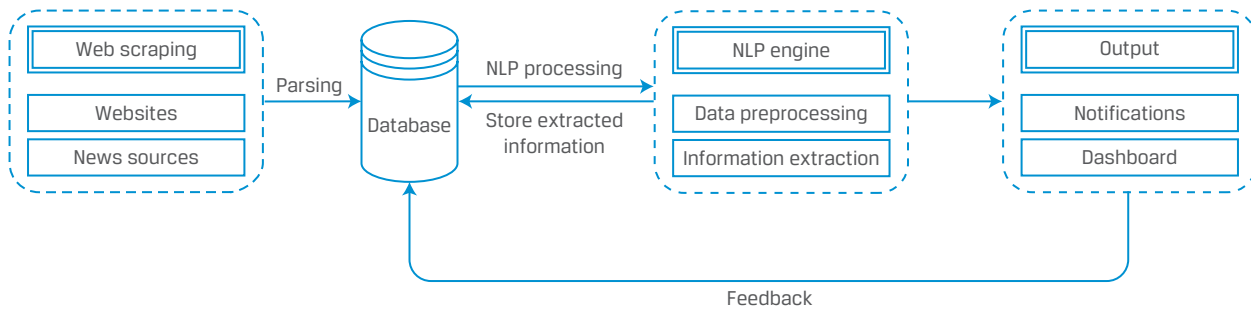 Web scraping
Websites
News sources
Parsing
Database
NLP processing
Store extracted
information
NLP engine
Data preprocessing
Information extraction
Output
Notifications
Dashboard
Feedback